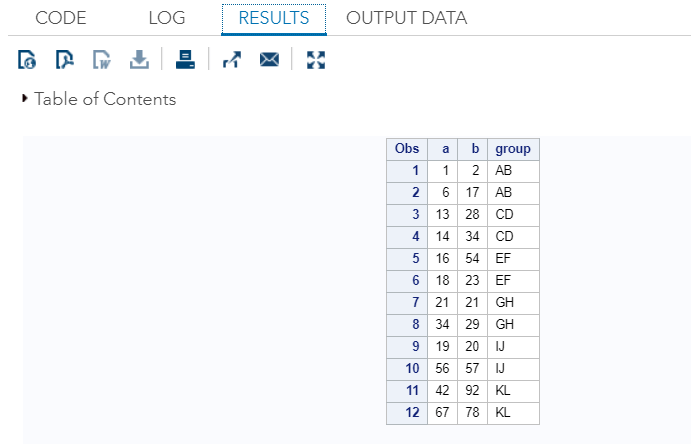 CODE LOG RESULTS OUTPUT DATA
Table of Contents
Obs a b group
1 1 2 AB
2 6 17 AB
3 13 28 CD
4 14 34 CD
5 16 54 EF
6 18 23 EF
7 21 21 GH
8 34 29 GH
9 19 20 IJ
10 56 57 IJ
11 42 92 KL
12 67 78 KL